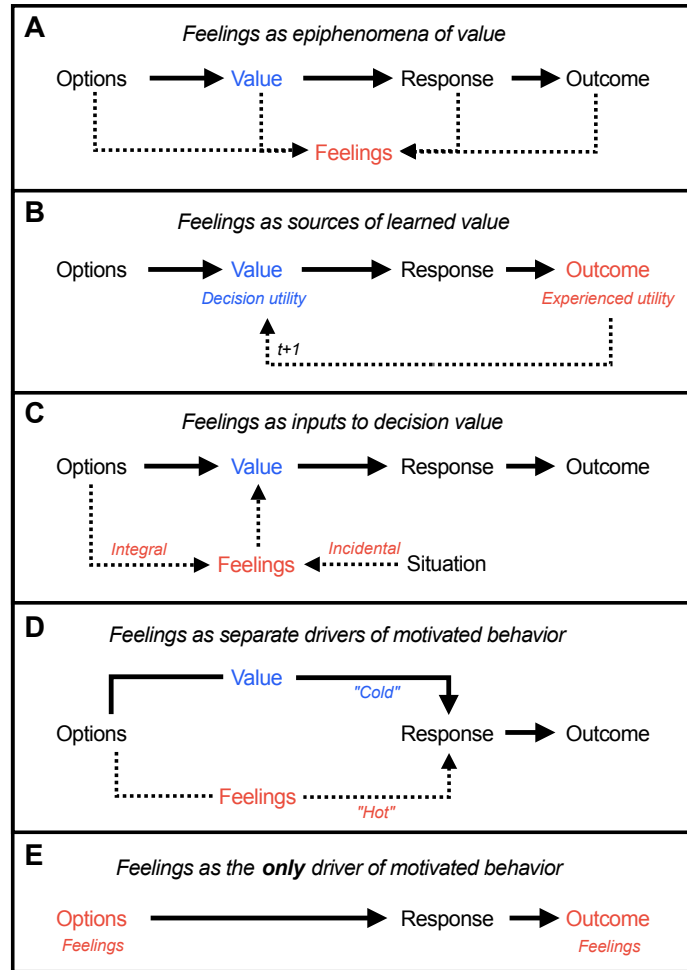 A
Feelings as epiphenomena of value
Options Value Response Outcome
Feelings
B
Feelings as sources of learned value
Options Value Response Outcome
Decision utility Experienced utility
t+1
C
Feelings as inputs to decision value
Options Value Response Outcome
Integral Incidental
Feelings Situation
D
Feelings as separate drivers of motivated behavior
Value
"Cold"
Options Response Outcome
Feelings
"Hot"
E
Feelings as the only driver of motivated behavior
Options Response Outcome
Feelings Feelings